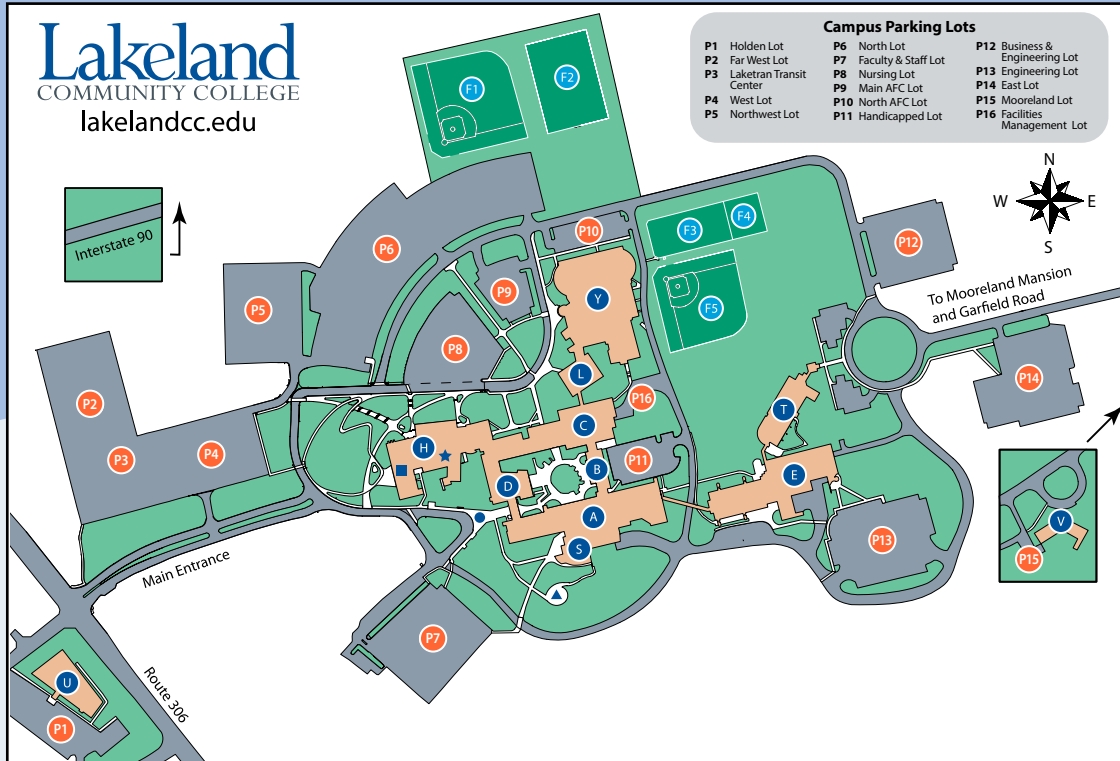 Lakeland
COMMUNITY COLLEGE
lakelandcc.edu
Campus Parking Lots
P1 Holden Lot
P2 Far West Lot
P3 Laketran Transit
Center
P4 West Lot
P5 Northwest Lot
P6 North Lot
P7 Faculty & Staff Lot
P8 Nursing Lot
P9 Main AFC Lot
P10 North AFC Lot
P11 Handicapped Lot
P12 Business &
Engineering Lot
P13 Engineering Lot
P14 East Lot
P15 Mooreland Lot
P16 Facilities
Management Lot
N
W E
S
Interstate 90
F1
F2
F3
F4
F5
P10
P12
P6
P9
P5
P8
Y
To Mooreland Mansion
and Garfield Road
L
P16
P14
P2
P3
P4
H
C
T
D
B
P11
E
A
S
P13
V
P15
Main Entrance
P7
Route 306
U
P1